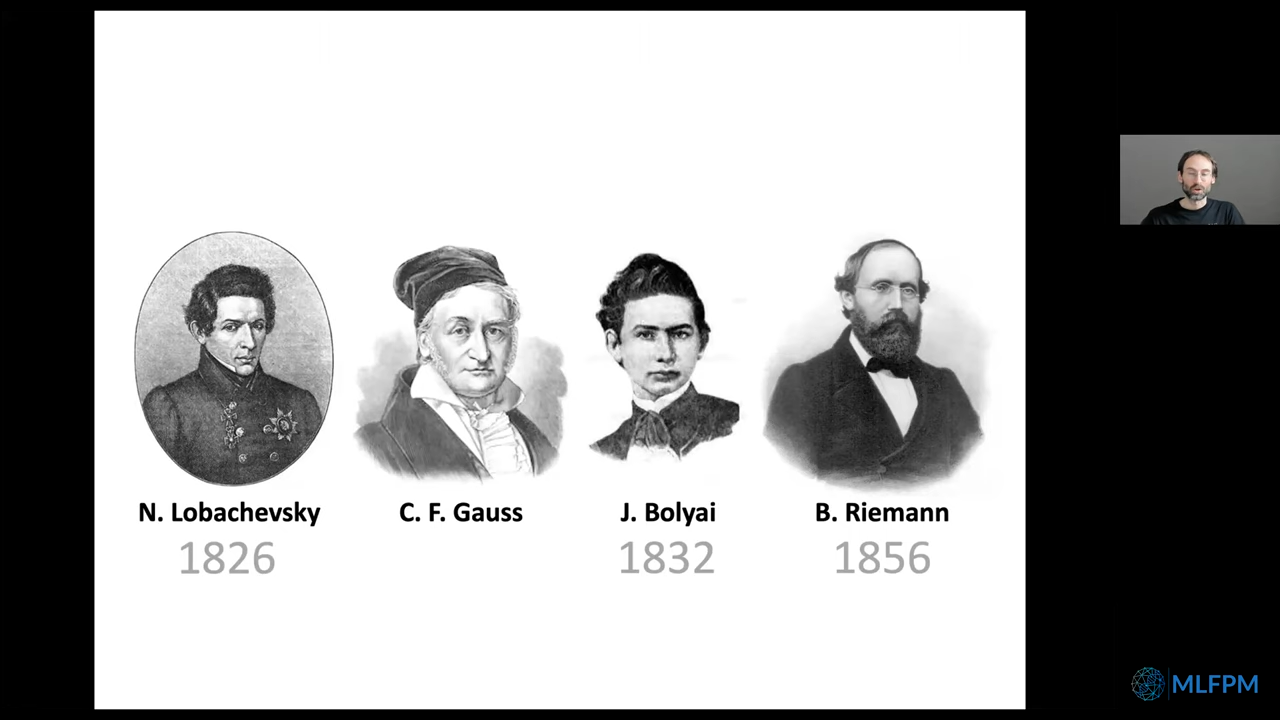 N. Lobachevsky
C. F. Gauss
J. Bolyai
B. Riemann
1826
1832
1856
MLFPM